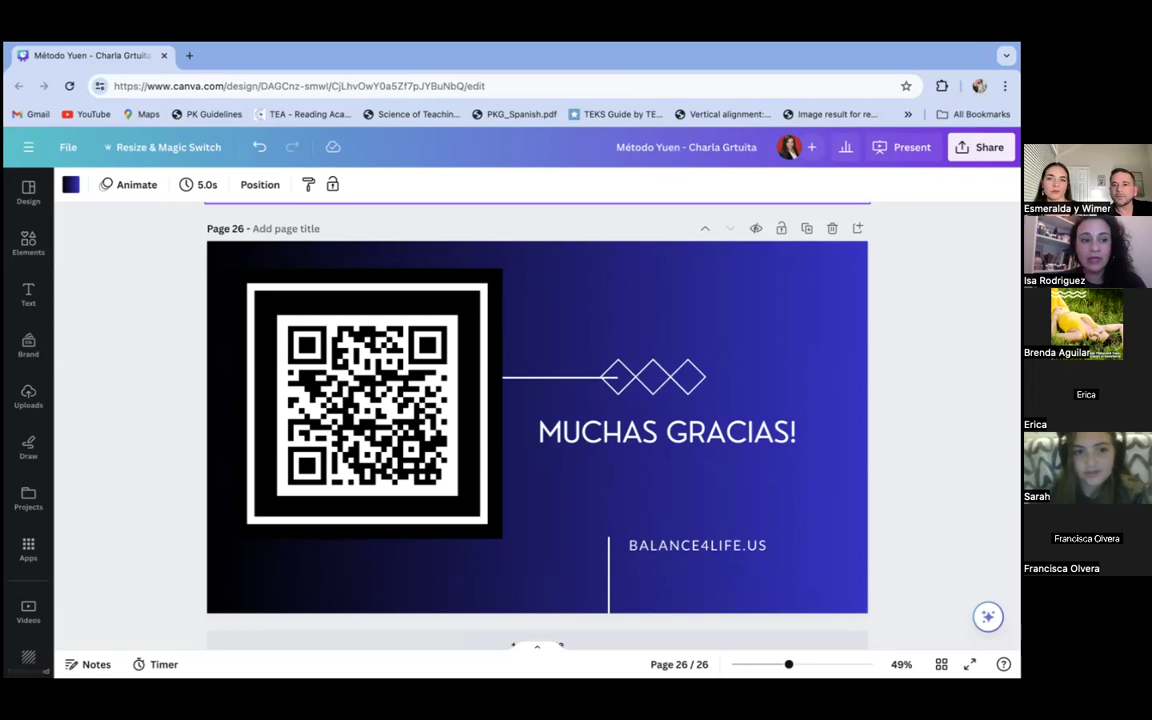 Método Yuen - Charla Grtuita
https://www.canva.com/design/DAGCnz-smwI/CjLhvOwY0a5Zf7pJYBuNbQ/edit
Gmail YouTube Maps PK Guidelines TEA - Reading Aca... Science of Teachin... PKG_Spanish.pdf TEKS Guide by TE... Vertical alignment:... Image result for re... » All Bookmarks
File Resize & Magic Switch Método Yuen - Charla Grtuita Present Share
Animate 5.0s Position
Design
Elements
Text
Brand
Uploads
Draw
Projects
Apps
Videos
Page 26 - Add page title
MUCHAS GRACIAS!
BALANCE4LIFE.US
Notes Timer Page 26 / 26 49%
Esmeralda y Wimer
Isa Rodriguez
Brenda Aguilar
Erica
Erica
Sarah
Francisca Olvera
Francisca Olvera